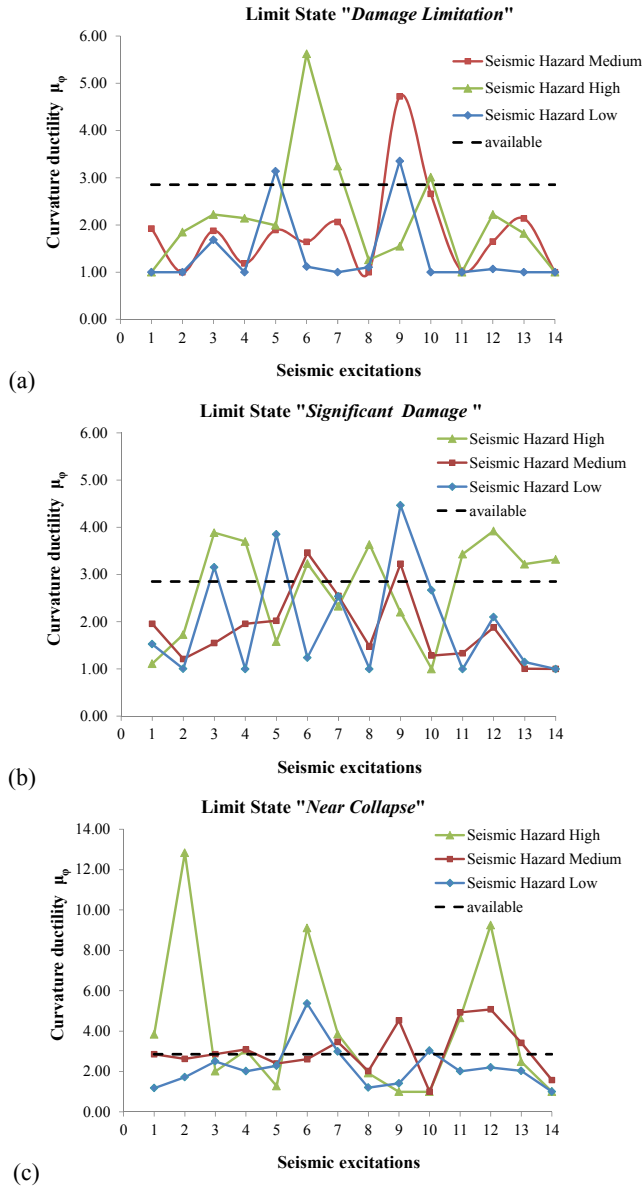 Limit State "Damage Limitation"
6.00
5.00
4.00
3.00
2.00
1.00
0.00
Curvature ductility μφ
Seismic Hazard Medium
Seismic Hazard High
Seismic Hazard Low
available
0 1 2 3 4 5 6 7 8 9 10 11 12 13 14
Seismic excitations
(a)
Limit State "Significant Damage "
6.00
5.00
4.00
3.00
2.00
1.00
0.00
Curvature ductility μφ
Seismic Hazard High
Seismic Hazard Medium
Seismic Hazard Low
available
0 1 2 3 4 5 6 7 8 9 10 11 12 13 14
Seismic excitations
(b)
Limit State "Near Collapse"
14.00
12.00
10.00
8.00
6.00
4.00
2.00
0.00
Curvature ductility μφ
Seismic Hazard High
Seismic Hazard Medium
Seismic Hazard Low
available
0 1 2 3 4 5 6 7 8 9 10 11 12 13 14
Seismic excitations
(c)